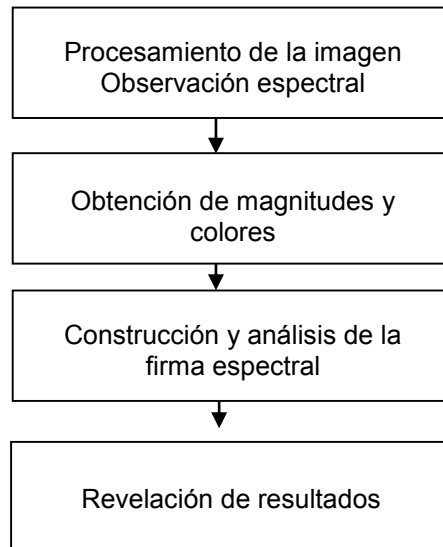 Procesamiento de la imagen
Observación espectral
Obtención de magnitudes y
colores
Construcción y análisis de la
firma espectral
Revelación de resultados